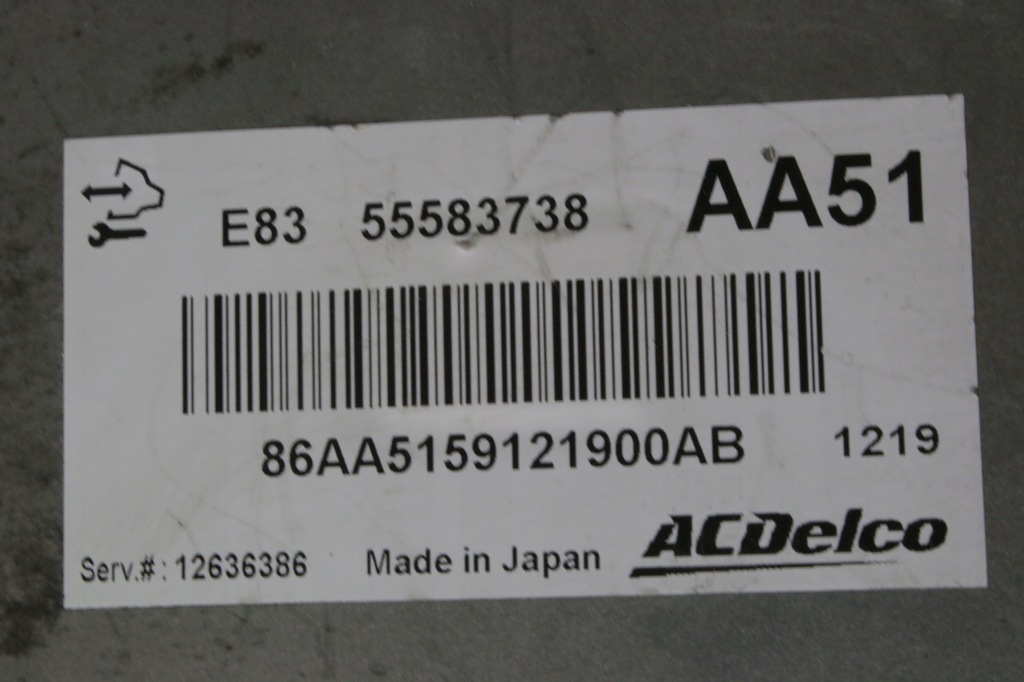 E83 55583738 AA51
86AA5159121900AB 1219
Serv.#: 12636386 Made in Japan ACDelco